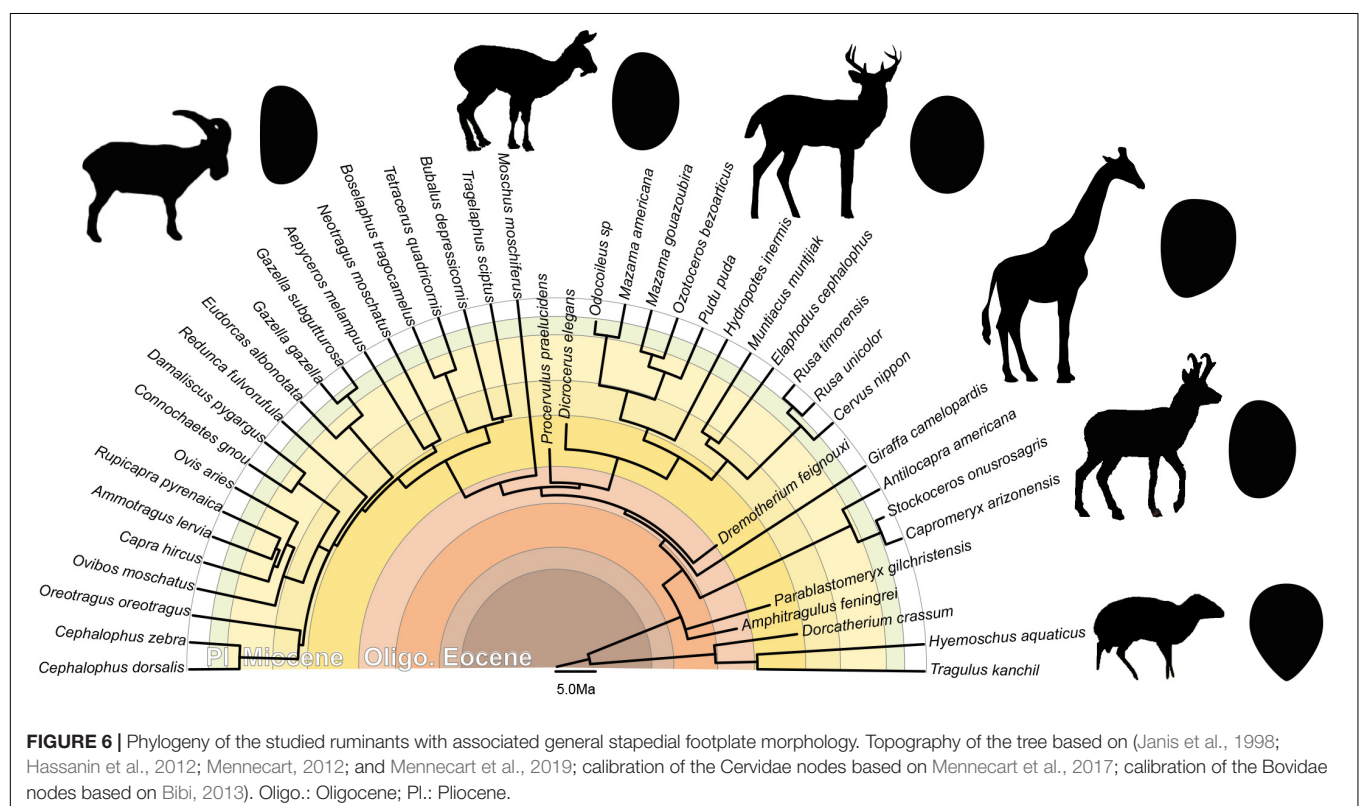 Cephalophus dorsalis
Cephalophus zebra
Oreotragus oreotragus
Ovibos moschatus
Capra hircus
Ammotragus lervia
Rupicapra pyrenaica
Ovis aries
Connochaetes gnou
Damaliscus pygargus
Redunca fulvorufula
Eudorcas albonotata
Gazella gazella
Gazella subgutturosa
Aepyceros melampus
Neotragus moschatus
Boselaphus tragocamelus
Tetracerus quadricornis
Bubalus depressicornis
Tragelaphus sciptus
Moschus moschiferus
Procervulus praelucidens
Dicrocerus elegans
Odocoileus sp
Mazama americana
Mazama gouazoubira
Ozotoceros bezoarticus
Pudu puda
Hydropotes inermis
Muntiacus muntijak
Elaphodus cephalophus
Rusa timorensis
Rusa unicolor
Cervus nippon
Dremotherium feignouxi
Giraffa camelopardis
Antilocapra americana
Stockoceros onusrosagris
Capromeryx arizonensis
Parablastomeryx gilchristensis
Amphitragulus feningrei
Dorcatherium crassum
Hyemoschus aquaticus
Tragulus kanchil
Pl. Miocene Oligo. Eocene
5.0Ma
FIGURE 6 | Phylogeny of the studied ruminants with associated general stapedial footplate morphology. Topography of the tree based on (Janis et al., 1998;
Hassanin et al., 2012; Mennecart, 2012; and Mennecart et al., 2019; calibration of the Cervidae nodes based on Mennecart et al., 2017; calibration of the Bovidae
nodes based on Bibi, 2013). Oligo.: Oligocene; Pl.: Pliocene.